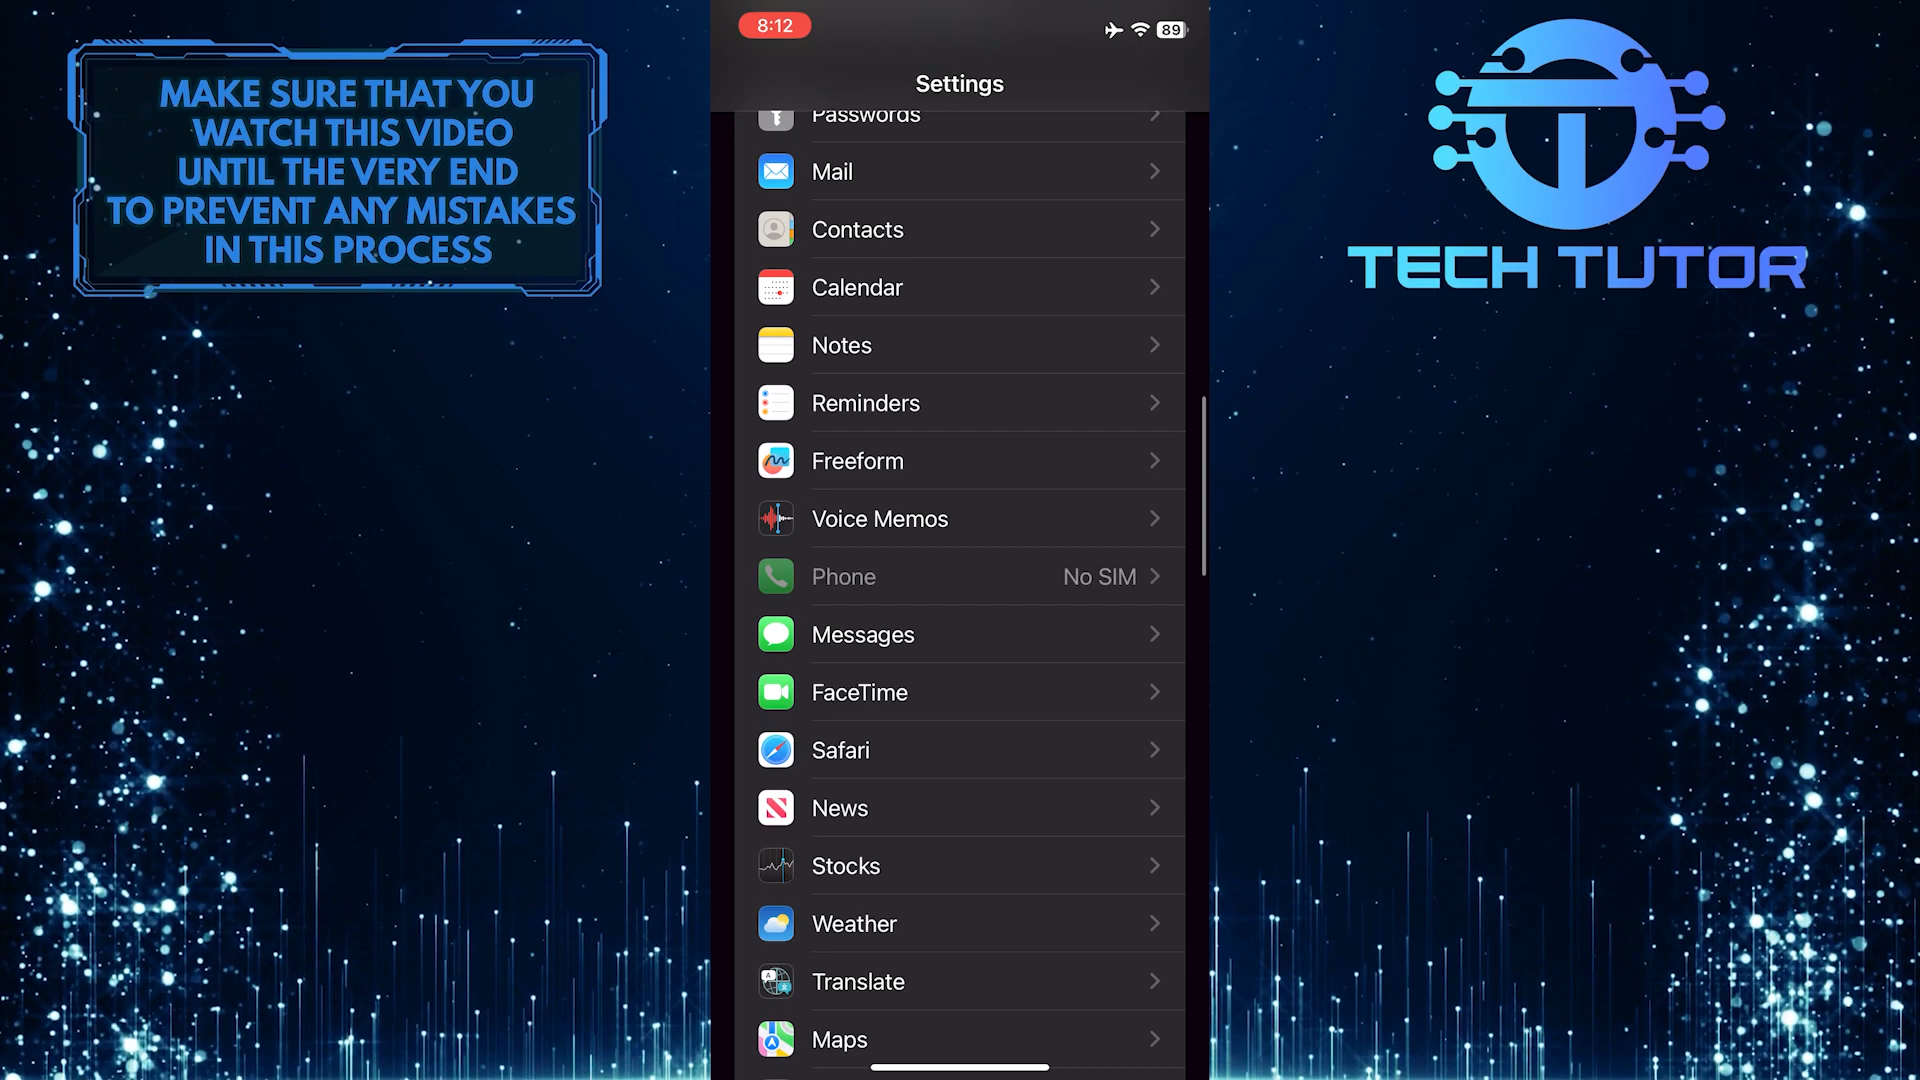 MAKE SURE THAT YOU
WATCH THIS VIDEO
UNTIL THE VERY END
TO PREVENT ANY MISTAKES
IN THIS PROCESS
8:12
89
Settings
Passwords
Mail
Contacts
Calendar
Notes
Reminders
Freeform
Voice Memos
Phone No SIM
Messages
FaceTime
Safari
News
Stocks
Weather
Translate
Maps
TECH TUTOR